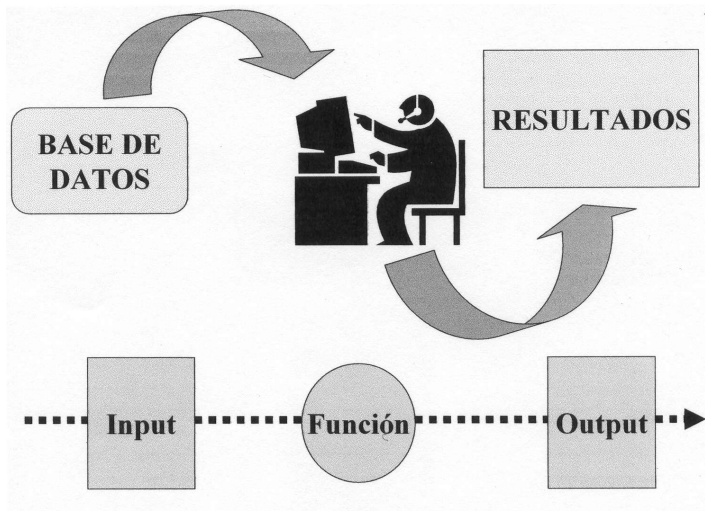 BASE DE
DATOS
RESULTADOS
Input
Función
Output